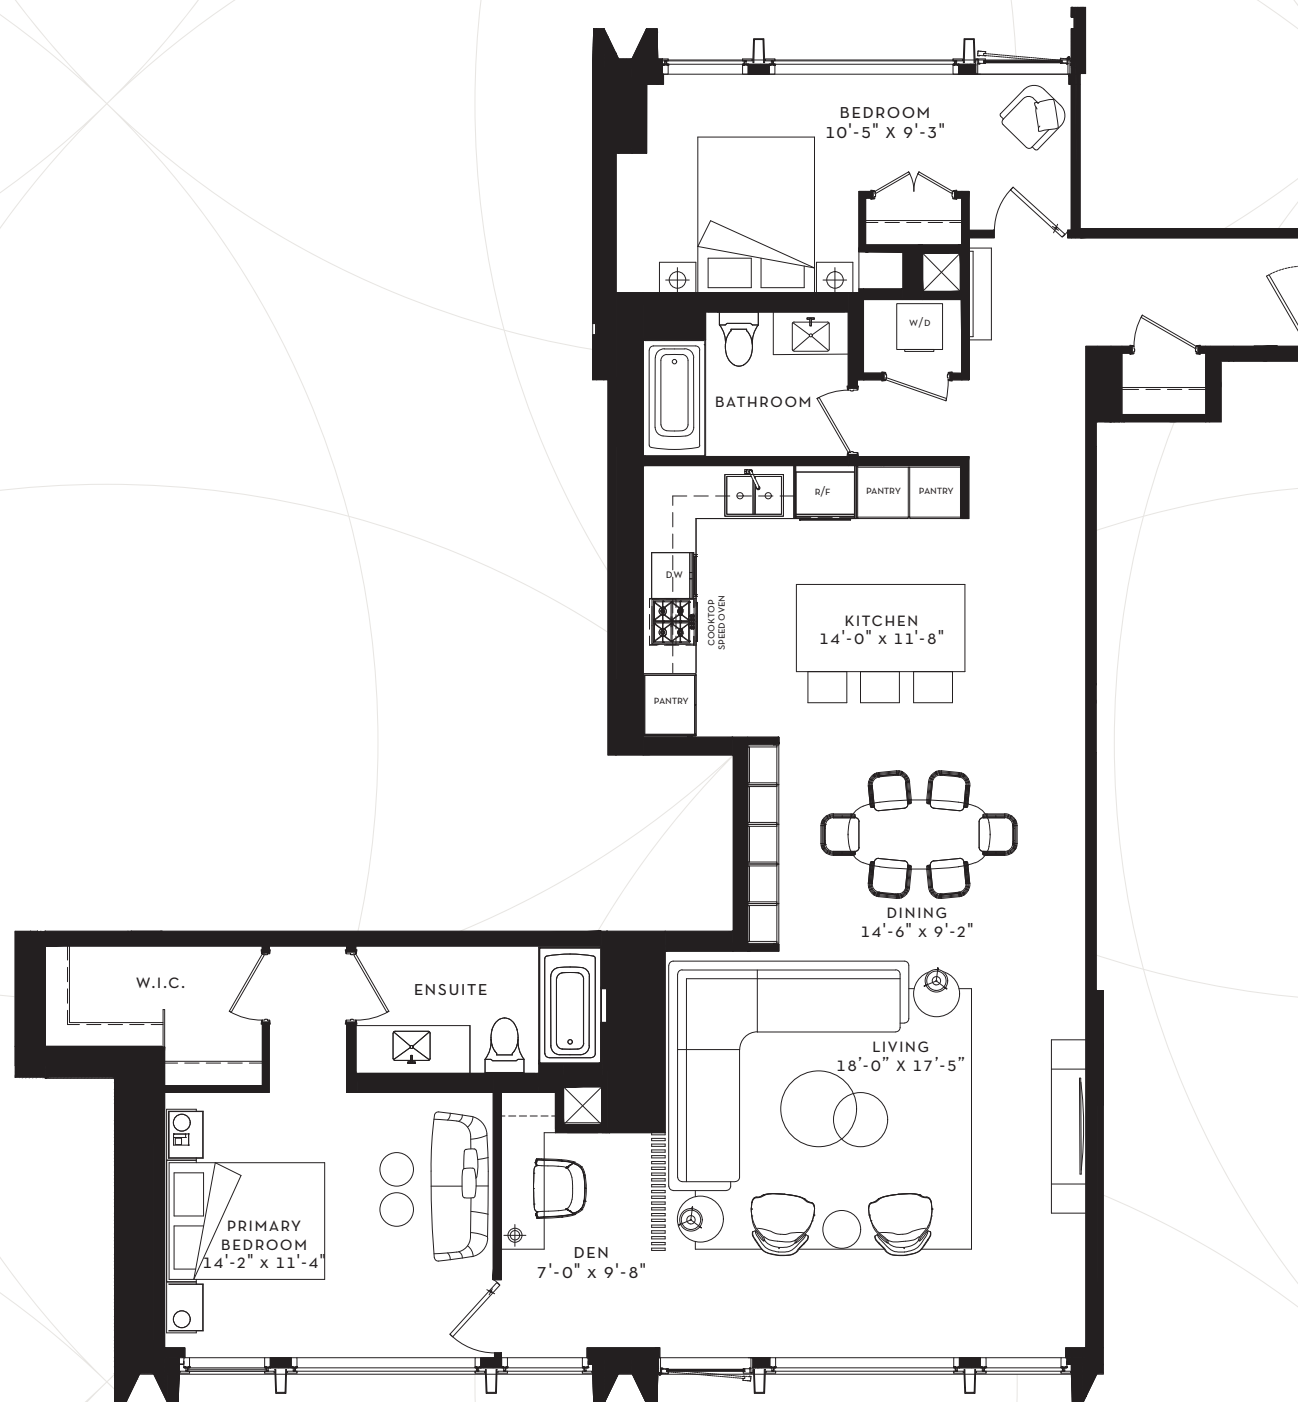 BEDROOM
10'-5" X 9'-3"
W/D
BATHROOM
R/F
PANTRY
PANTRY
DW
COOKTOP
SPEED OVEN
KITCHEN
14'-0" x 11'-8"
PANTRY
DINING
14'-6" x 9'-2"
W.I.C.
ENSUITE
LIVING
18'-0" X 17'-5"
PRIMARY
BEDROOM
14'-2" x 11'-4"
DEN
7'-0" x 9'-8"